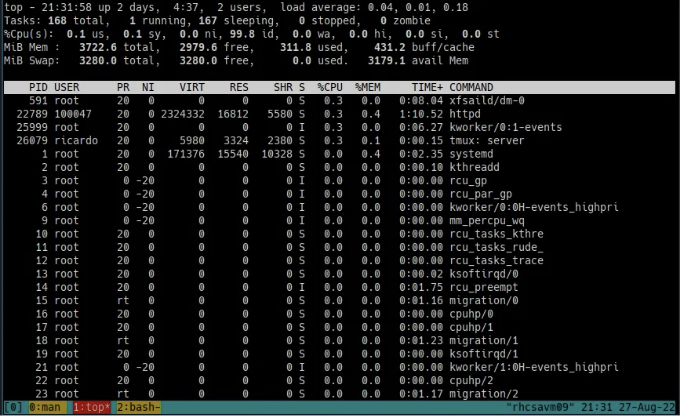 top - 21:31:58 up 2 days,  4:37,  2 users,  load average: 0.04, 0.01, 0.18
Tasks: 168 total,   1 running, 167 sleeping,   0 stopped,   0 zombie
%Cpu(s):  0.1 us,  0.1 sy,  0.0 ni, 99.8 id,  0.0 wa,  0.0 hi,  0.0 si,  0.0 st
MiB Mem :   3722.6 total,   2979.6 free,    311.8 used,    431.2 buff/cache
MiB Swap:   3280.0 total,   3280.0 free,      0.0 used.   3179.1 avail Mem
PID USER      PR  NI    VIRT    RES    SHR S  %CPU  %MEM     TIME+ COMMAND
591 root      20   0       0      0      0 S   0.3   0.0   0:08.04 xfsaild/dm-0
22789 100047    20   0 2324332  16812   5580 S   0.3   0.4   1:10.52 httpd
25999 root      20   0       0      0      0 I   0.3   0.0   0:06.27 kworker/0:1-events
26079 ricardo   20   0    5980   3324   2380 S   0.3   0.1   0:00.15 tmux: server
1 root      20   0  171376  15540  10328 S   0.0   0.4   0:02.35 systemd
2 root      20   0       0      0      0 S   0.0   0.0   0:00.10 kthreadd
3 root       0 -20       0      0      0 I   0.0   0.0   0:00.00 rcu_gp
4 root       0 -20       0      0      0 I   0.0   0.0   0:00.00 rcu_par_gp
6 root       0 -20       0      0      0 I   0.0   0.0   0:00.00 kworker/0:0H-events_highpri
9 root       0 -20       0      0      0 I   0.0   0.0   0:00.00 mm_percpu_wq
10 root      20   0       0      0      0 S   0.0   0.0   0:00.00 rcu_tasks_kthre
11 root      20   0       0      0      0 S   0.0   0.0   0:00.00 rcu_tasks_rude_
12 root      20   0       0      0      0 S   0.0   0.0   0:00.00 rcu_tasks_trace
13 root      20   0       0      0      0 S   0.0   0.0   0:00.02 ksoftirqd/0
14 root      20   0       0      0      0 I   0.0   0.0   0:01.75 rcu_preempt
15 root      rt   0       0      0      0 S   0.0   0.0   0:01.16 migration/0
16 root      20   0       0      0      0 S   0.0   0.0   0:00.00 cpuhp/0
17 root      20   0       0      0      0 S   0.0   0.0   0:00.00 cpuhp/1
18 root      rt   0       0      0      0 S   0.0   0.0   0:01.23 migration/1
19 root      20   0       0      0      0 S   0.0   0.0   0:00.00 ksoftirqd/1
21 root       0 -20       0      0      0 I   0.0   0.0   0:00.00 kworker/1:0H-events_highpri
22 root      20   0       0      0      0 S   0.0   0.0   0:00.00 cpuhp/2
23 root      rt   0       0      0      0 S   0.0   0.0   0:01.17 migration/2
[0] 0:man  1:top* 2:bash- "rhcsavm09" 21:31 27-Aug-22